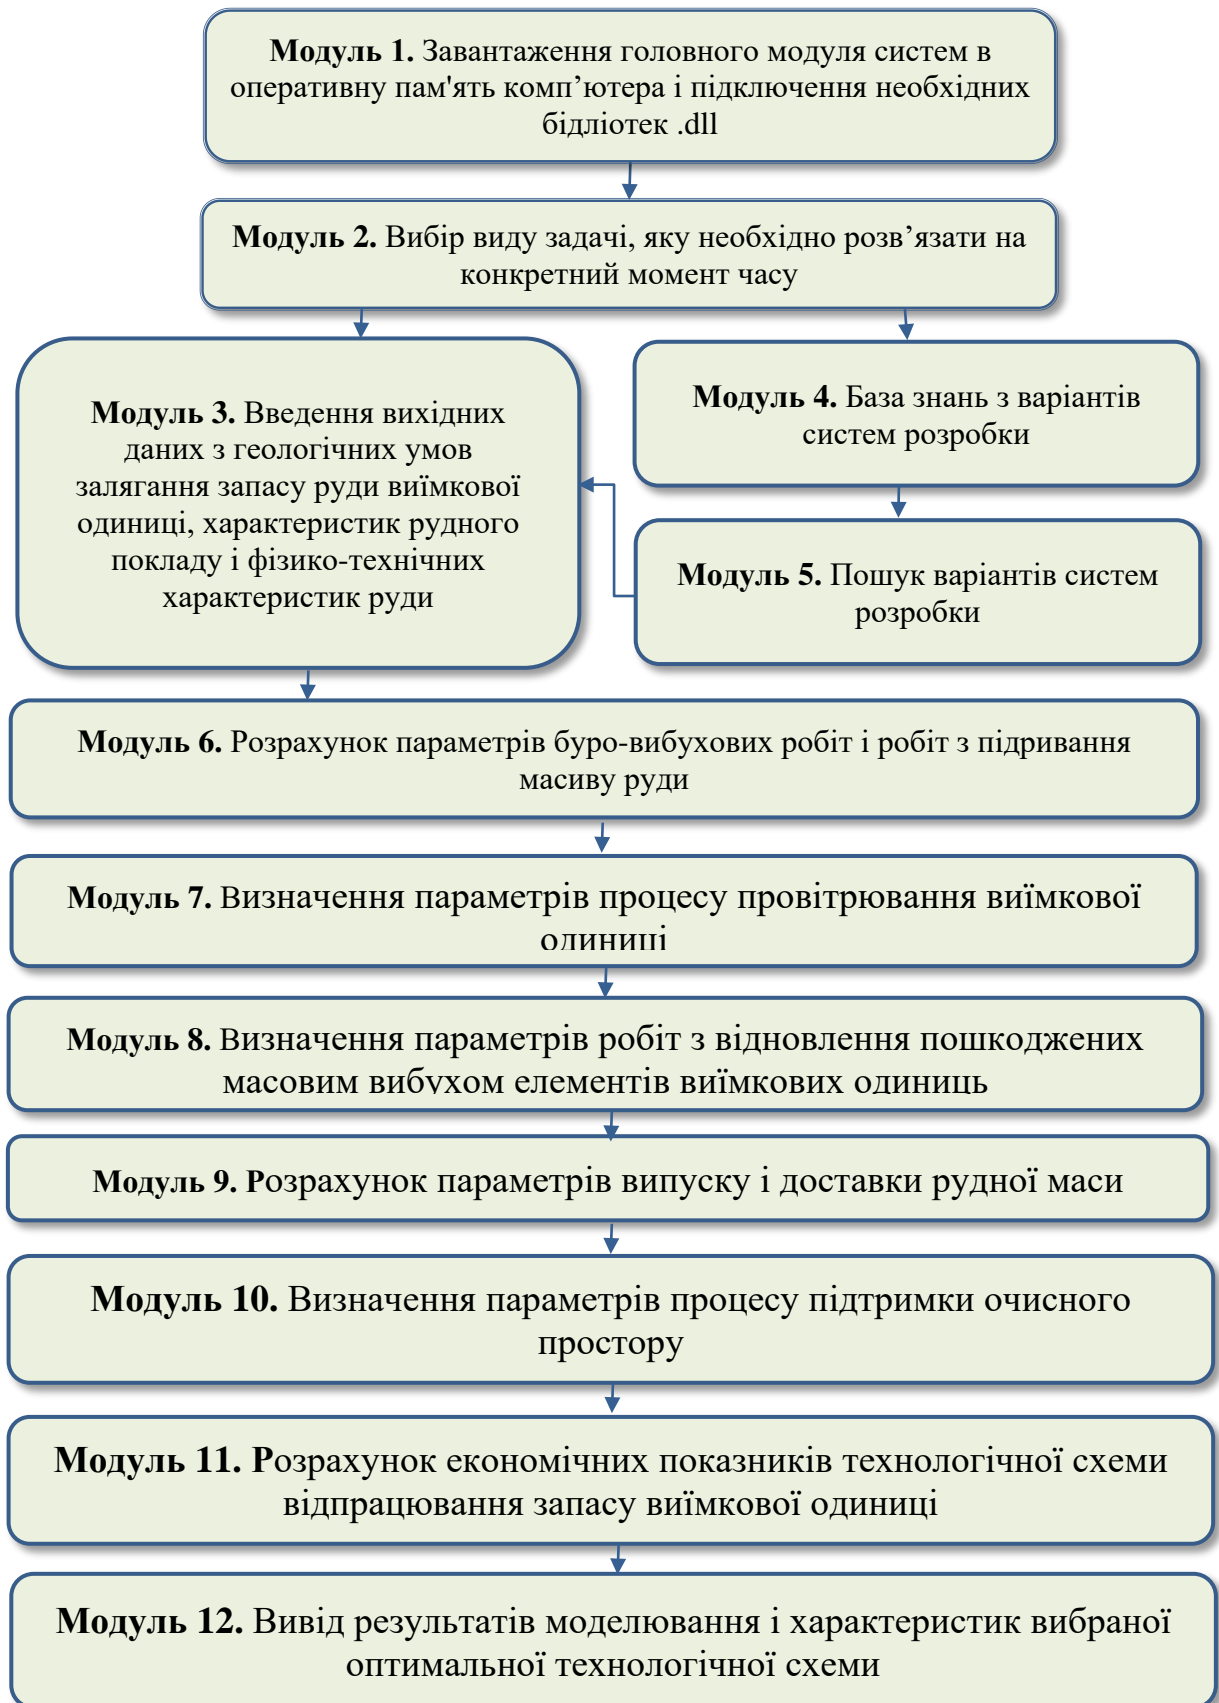 Модуль 1. Завантаження головного модуля систем в
оперативну пам'ять комп’ютера і підключення необхідних
бідліотек .dll
Модуль 2. Вибір виду задачі, яку необхідно розв’язати на
конкретний момент часу
Модуль 3. Введення вихідних
даних з геологічних умов
залягання запасу руди виїмкової
одиниці, характеристик рудного
покладу і фізико-технічних
характеристик руди
Модуль 4. База знань з варіантів
систем розробки
Модуль 5. Пошук варіантів систем
розробки
Модуль 6. Розрахунок параметрів буро-вибухових робіт і робіт з підривання
масиву руди
Модуль 7. Визначення параметрів процесу провітрювання виїмкової
одиниці
Модуль 8. Визначення параметрів робіт з відновлення пошкоджених
масовим вибухом елементів виїмкових одиниць
Модуль 9. Розрахунок параметрів випуску і доставки рудної маси
Модуль 10. Визначення параметрів процесу підтримки очисного
простору
Модуль 11. Розрахунок економічних показників технологічної схеми
відпрацювання запасу виїмкової одиниці
Модуль 12. Вивід результатів моделювання і характеристик вибраної
оптимальної технологічної схеми